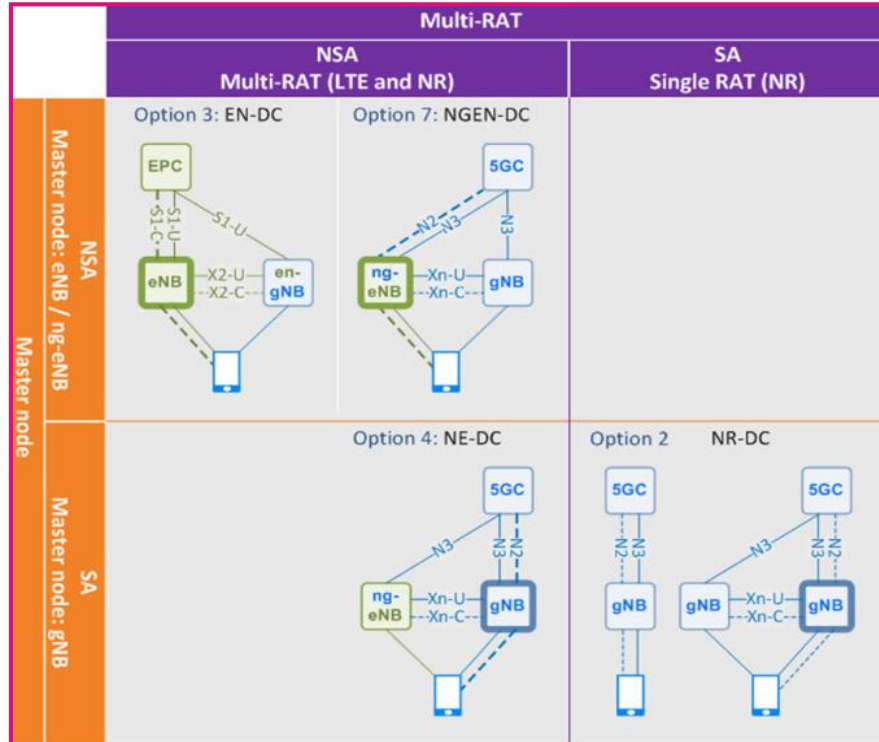 Multi-RAT
NSA
Multi-RAT (LTE and NR)
SA
Single RAT (NR)
Master node
NSA
Master node: eNB / ng-eNB
Option 3: EN-DC
EPC
S1-C
S1-U
S1-U
eNB
X2-U
X2-C
en-
gNB
Option 7: NGEN-DC
5GC
N2
N3
N3
ng-
eNB
Xn-U
Xn-C
gNB
SA
Master node: gNB
Option 4: NE-DC
5GC
N3
N3
N2
ng-
eNB
Xn-U
Xn-C
gNB
Option 2
5GC
N2
N3
gNB
NR-DC
5GC
N3
N3
N2
gNB
Xn-U
Xn-C
gNB